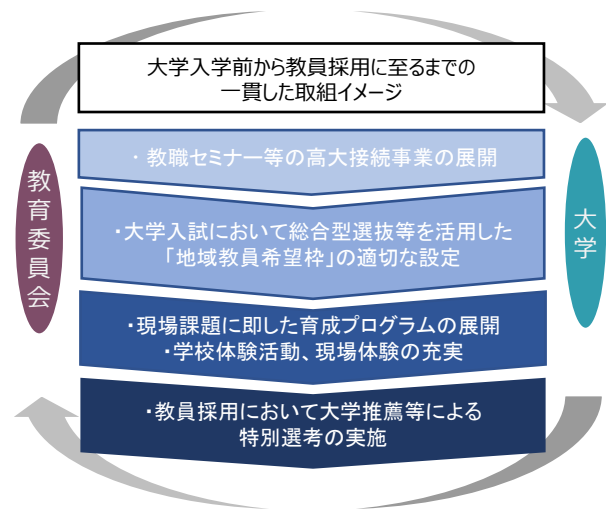 大学入学前から教員採用に至るまでの
一貫した取組イメージ
教育委員会
・教職セミナー等の高大接続事業の展開
・大学入試において総合型選抜等を活用した
「地域教員希望枠」の適切な設定
・現場課題に即した育成プログラムの展開
・学校体験活動、現場体験の充実
・教員採用において大学推薦等による
特別選考の実施
大学